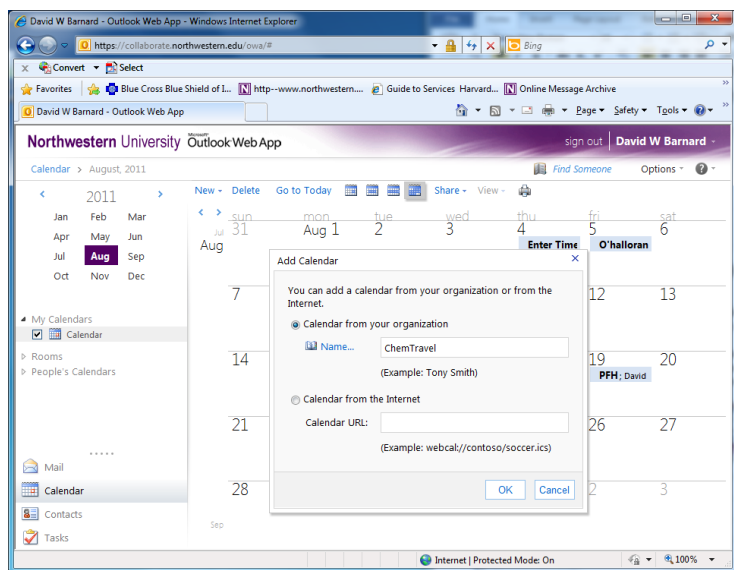 David W Barnard - Outlook Web App - Windows Internet Explorer
https://collaborate.northwestern.edu/owa/#
Bing
x Convert Select
Favorites Blue Cross Blue Shield of I... http--www.northwestern.... Guide to Services Harvard... Online Message Archive
David W Barnard - Outlook Web App Page Safety Tools
Northwestern University Microsoft Outlook Web App sign out David W Barnard
Calendar > August, 2011 Find Someone Options
< 2011 > New Delete Go to Today Share View
Jan Feb Mar
Apr May Jun
Jul Aug Sep
Oct Nov Dec
My Calendars
Calendar
Rooms
People's Calendars
Mail
Calendar
Contacts
Tasks
< > sun mon tue wed thu fri sat
Jul 31 Aug 1 2 3 4 5 6
Aug Enter Time O'halloran
7 12 13
14 19 20
PFH; David
21 26 27
28 2 3
Sep
Add Calendar ×
You can add a calendar from your organization or from the
Internet.
Calendar from your organization
Name... ChemTravel
(Example: Tony Smith)
Calendar from the Internet
Calendar URL:
(Example: webcal://contoso/soccer.ics)
OK Cancel
Internet | Protected Mode: On 100%